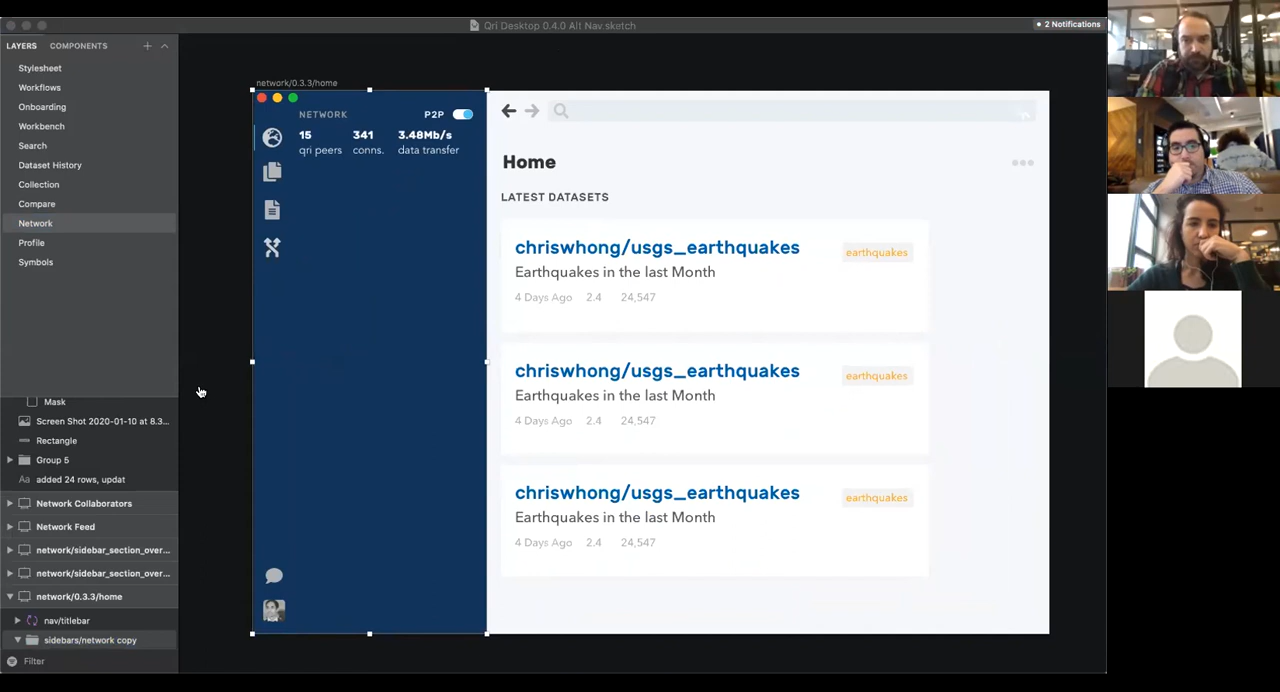 Qri Desktop 0.4.0 Alt Nav.sketch
2 Notifications
LAYERS COMPONENTS
Stylesheet
Workflows
Onboarding
Workbench
Search
Dataset History
Collection
Compare
Network
Profile
Symbols
Mask
Screen Shot 2020-01-10 at 8.3...
Rectangle
Group 5
Aa added 24 rows, updat
Network Collaborators
Network Feed
network/sidebar_section_over...
network/sidebar_section_over...
network/0.3.3/home
nav/titlebar
sidebars/network copy
Filter
network/0.3.3/home
NETWORK P2P
15 341 3.48Mb/s
qri peers conns. data transfer
Home
LATEST DATASETS
chriswhong/usgs_earthquakes earthquakes
Earthquakes in the last Month
4 Days Ago 2.4 24,547
chriswhong/usgs_earthquakes earthquakes
Earthquakes in the last Month
4 Days Ago 2.4 24,547
chriswhong/usgs_earthquakes earthquakes
Earthquakes in the last Month
4 Days Ago 2.4 24,547